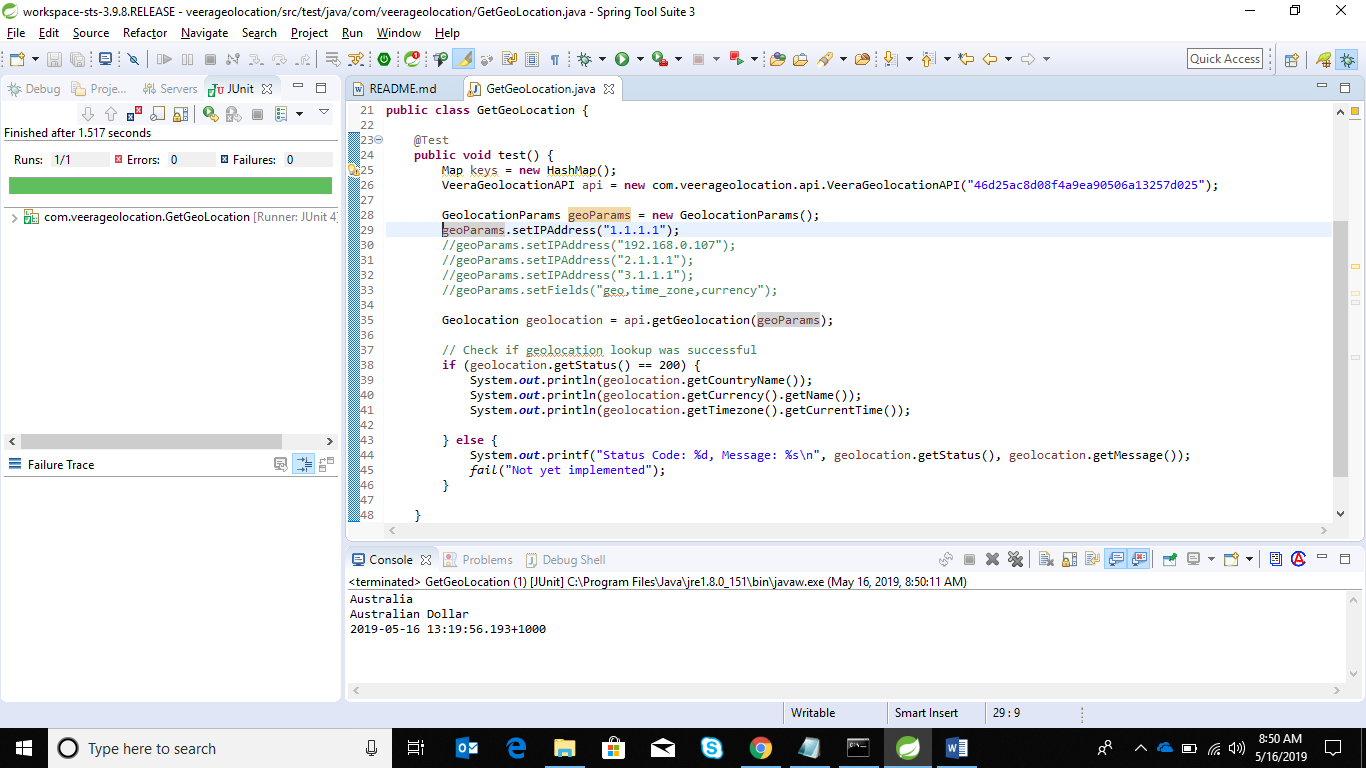 workspace-sts-3.9.8.RELEASE - veerageolocation/src/test/java/com/veerageolocation/GetGeoLocation.java - Spring Tool Suite 3
File Edit Source Refactor Navigate Search Project Run Window Help
Quick Access
Debug Proje... Servers JUnit
Finished after 1.517 seconds
Runs: 1/1 Errors: 0 Failures: 0
com.veerageolocation.GetGeoLocation [Runner: JUnit 4]
Failure Trace
README.md GetGeoLocation.java
21 public class GetGeoLocation {
22
23 @Test
24 public void test() {
25 Map keys = new HashMap();
26 VeeraGeolocationAPI api = new com.veerageolocation.api.VeeraGeolocationAPI("46d25ac8d08f4a9ea90506a13257d025");
27
28 GeolocationParams geoParams = new GeolocationParams();
29 geoParams.setIPAddress("1.1.1.1");
30 //geoParams.setIPAddress("192.168.0.107");
31 //geoParams.setIPAddress("2.1.1.1");
32 //geoParams.setIPAddress("3.1.1.1");
33 //geoParams.setFields("geo,time_zone,currency");
34
35 Geolocation geolocation = api.getGeolocation(geoParams);
36
37 // Check if geolocation lookup was successful
38 if (geolocation.getStatus() == 200) {
39 System.out.println(geolocation.getCountryName());
40 System.out.println(geolocation.getCurrency().getName());
41 System.out.println(geolocation.getTimezone().getCurrentTime());
42
43 } else {
44 System.out.printf("Status Code: %d, Message: %s\n", geolocation.getStatus(), geolocation.getMessage());
45 fail("Not yet implemented");
46 }
47
48 }
Console Problems Debug Shell
<terminated> GetGeoLocation (1) [JUnit] C:\Program Files\Java\jre1.8.0_151\bin\javaw.exe (May 16, 2019, 8:50:11 AM)
Australia
Australian Dollar
2019-05-16 13:19:56.193+1000
Writable Smart Insert 29 : 9
Type here to search
8:50 AM
5/16/2019